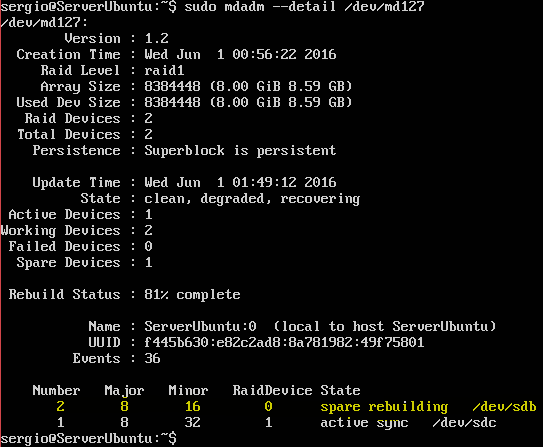 sergio@ServerUbuntu:~$ sudo mdadm --detail /dev/md127
/dev/md127:
Version : 1.2
Creation Time : Wed Jun  1 00:56:22 2016
Raid Level : raid1
Array Size : 8384448 (8.00 GiB 8.59 GB)
Used Dev Size : 8384448 (8.00 GiB 8.59 GB)
Raid Devices : 2
Total Devices : 2
Persistence : Superblock is persistent
Update Time : Wed Jun  1 01:49:12 2016
State : clean, degraded, recovering
Active Devices : 1
Working Devices : 2
Failed Devices : 0
Spare Devices : 1
Rebuild Status : 81% complete
Name : ServerUbuntu:0  (local to host ServerUbuntu)
UUID : f445b630:e82c2ad8:8a781982:49f75801
Events : 36
Number   Major   Minor   RaidDevice State
2       8       16        0      spare rebuilding   /dev/sdb
1       8       32        1      active sync   /dev/sdc
sergio@ServerUbuntu:~$